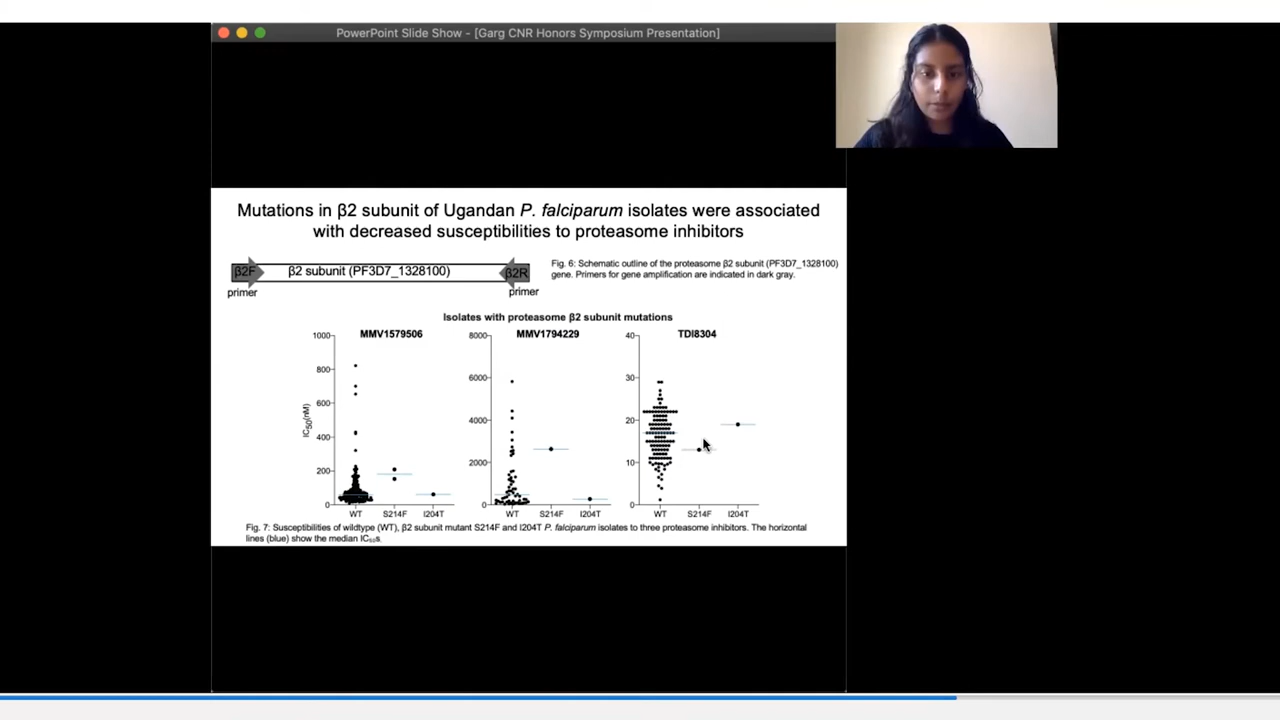 PowerPoint Slide Show - [Garg CNR Honors Symposium Presentation]
Mutations in β2 subunit of Ugandan P. falciparum isolates were associated
with decreased susceptibilities to proteasome inhibitors
β2F
β2 subunit (PF3D7_1328100)
β2R
primer
primer
Fig. 6: Schematic outline of the proteasome β2 subunit (PF3D7_1328100)
gene. Primers for gene amplification are indicated in dark gray.
Isolates with proteasome β2 subunit mutations
MMV1579506
IC50(nM)
1000
800
600
400
200
0
WT S214F I204T
MMV1794229
8000
6000
4000
2000
0
WT S214F I204T
TDI8304
40
30
20
10
0
WT S214F I204T
Fig. 7: Susceptibilities of wildtype (WT), β2 subunit mutant S214F and I204T P. falciparum isolates to three proteasome inhibitors. The horizontal
lines (blue) show the median IC₅₀s.